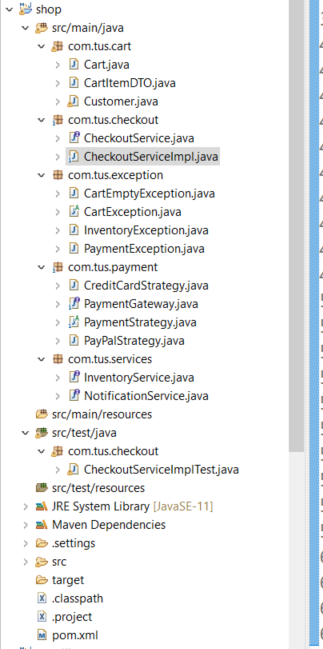 shop
src/main/java
com.tus.cart
Cart.java
CartItemDTO.java
Customer.java
com.tus.checkout
CheckoutService.java
CheckoutServiceImpl.java
com.tus.exception
CartEmptyException.java
CartException.java
InventoryException.java
PaymentException.java
com.tus.payment
CreditCardStrategy.java
PaymentGateway.java
PaymentStrategy.java
PayPalStrategy.java
com.tus.services
InventoryService.java
NotificationService.java
src/main/resources
src/test/java
com.tus.checkout
CheckoutServiceImplTest.java
src/test/resources
JRE System Library [JavaSE-11]
Maven Dependencies
.settings
src
target
.classpath
.project
pom.xml